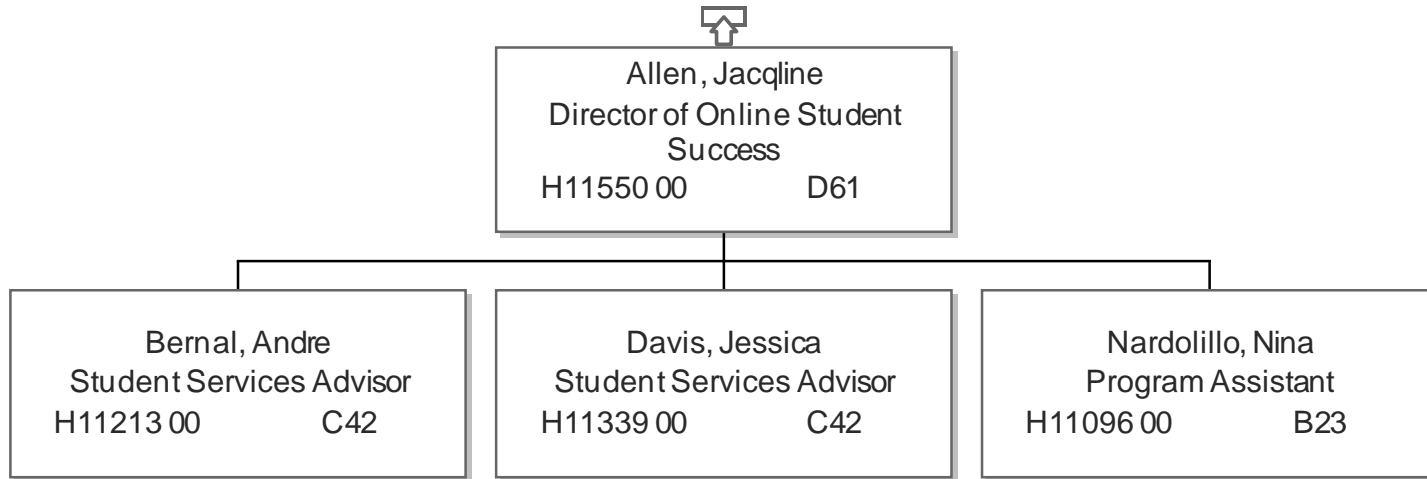 Allen, Jacqline
Director of Online Student
Success
H11550 00 D61
Bernal, Andre
Student Services Advisor
H11213 00 C42
Davis, Jessica
Student Services Advisor
H11339 00 C42
Nardolillo, Nina
Program Assistant
H11096 00 B23